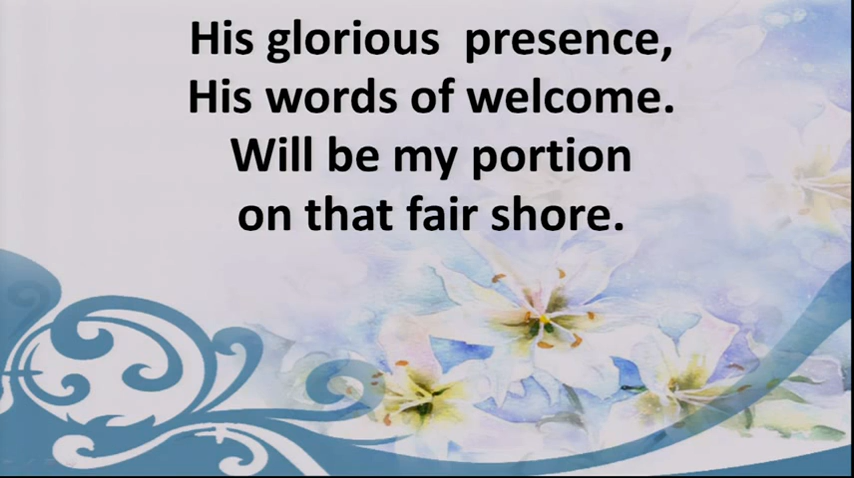 His glorious presence,
His words of welcome.
Will be my portion
on that fair shore.